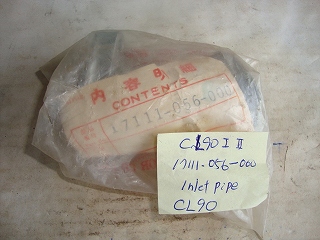 内容明細
CONTENTS
17111-056-000
CL90 I II
17111-056-000
Inlet pipe
CL90